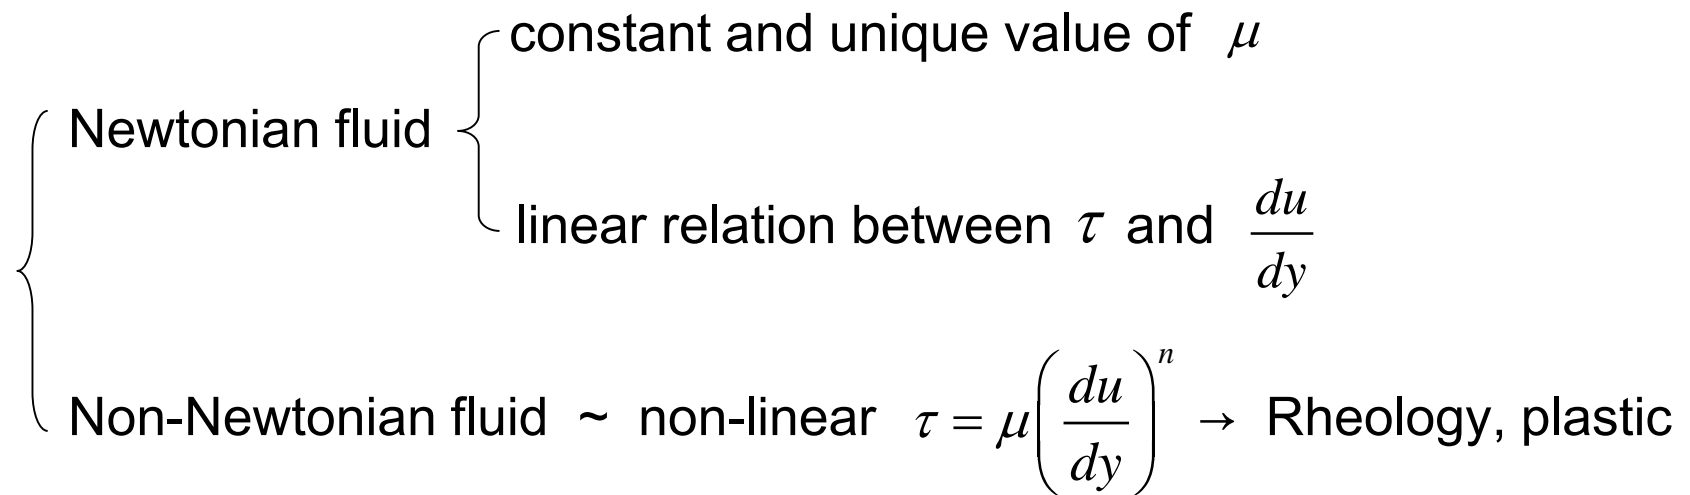 constant and unique value of μ
Newtonian fluid
linear relation between τ and du/dy
Non-Newtonian fluid ~ non-linear τ = μ(du/dy)^n → Rheology, plastic